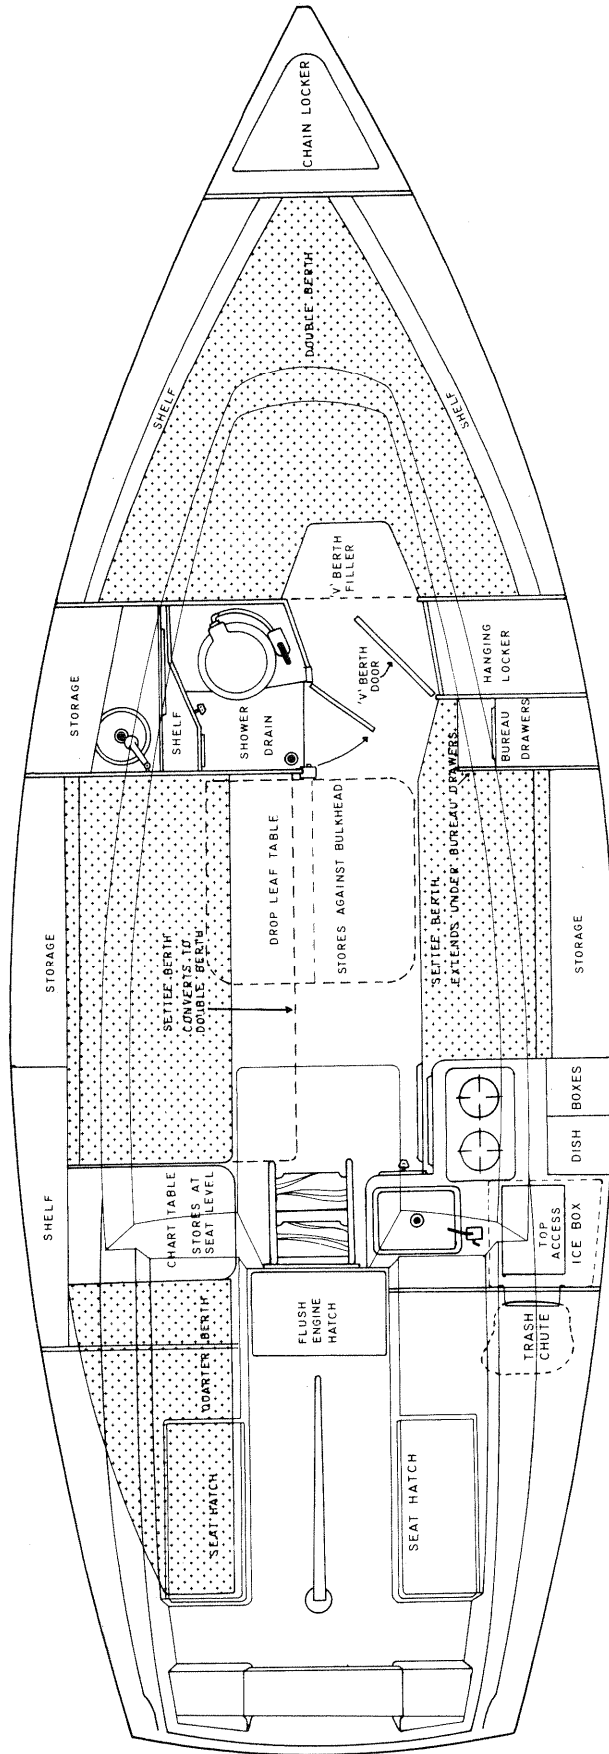 CHAIN LOCKER
DOUBLE BERTH
SHELF
SHELF
'V' BERTH
FILLER
'V' BERTH
DOOR
HANGING
LOCKER
STORAGE
SHELF
SHOWER
DRAIN
BUREAU
DRAWERS
DROP LEAF TABLE
STORES AGAINST BULKHEAD
SETTEE BERTH
CONVERTS TO
DOUBLE BERTH
SETTEE BERTH
EXTENDS UNDER BUREAU DRAWERS
STORAGE
STORAGE
SHELF
CHART TABLE
STORES AT
SEAT LEVEL
DISH BOXES
TOP
ACCESS
ICE BOX
FLUSH
ENGINE
HATCH
TRASH
CHUTE
QUARTER BERTH
SEAT HATCH
SEAT HATCH